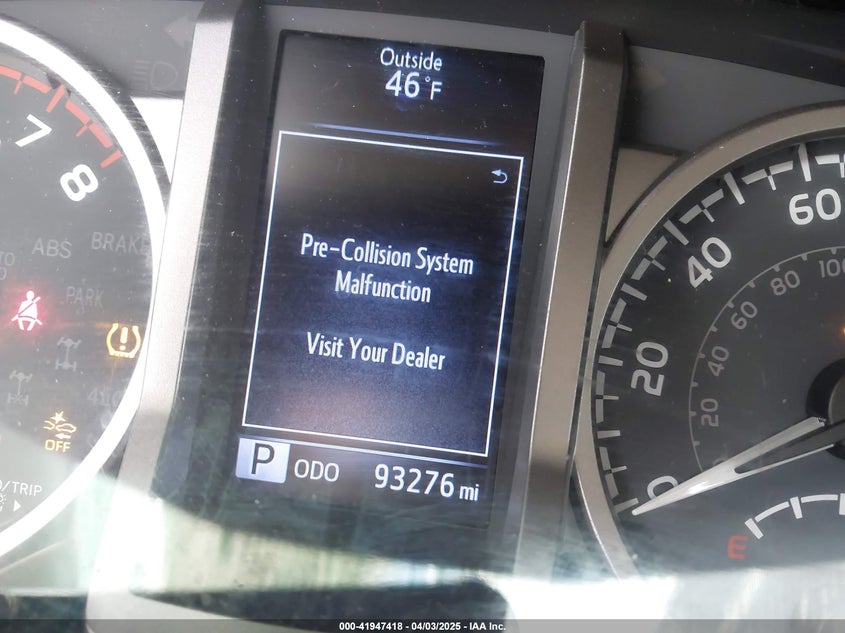 Outside
46°F
Pre-Collision System
Malfunction
Visit Your Dealer
P ODO 93276 mi
7
8
ABS
BRAKE
PARK
OFF
/TRIP
0
20
40
60
20
40
60
80
100
E
000-41947418 - 04/03/2025 - IAA Inc.